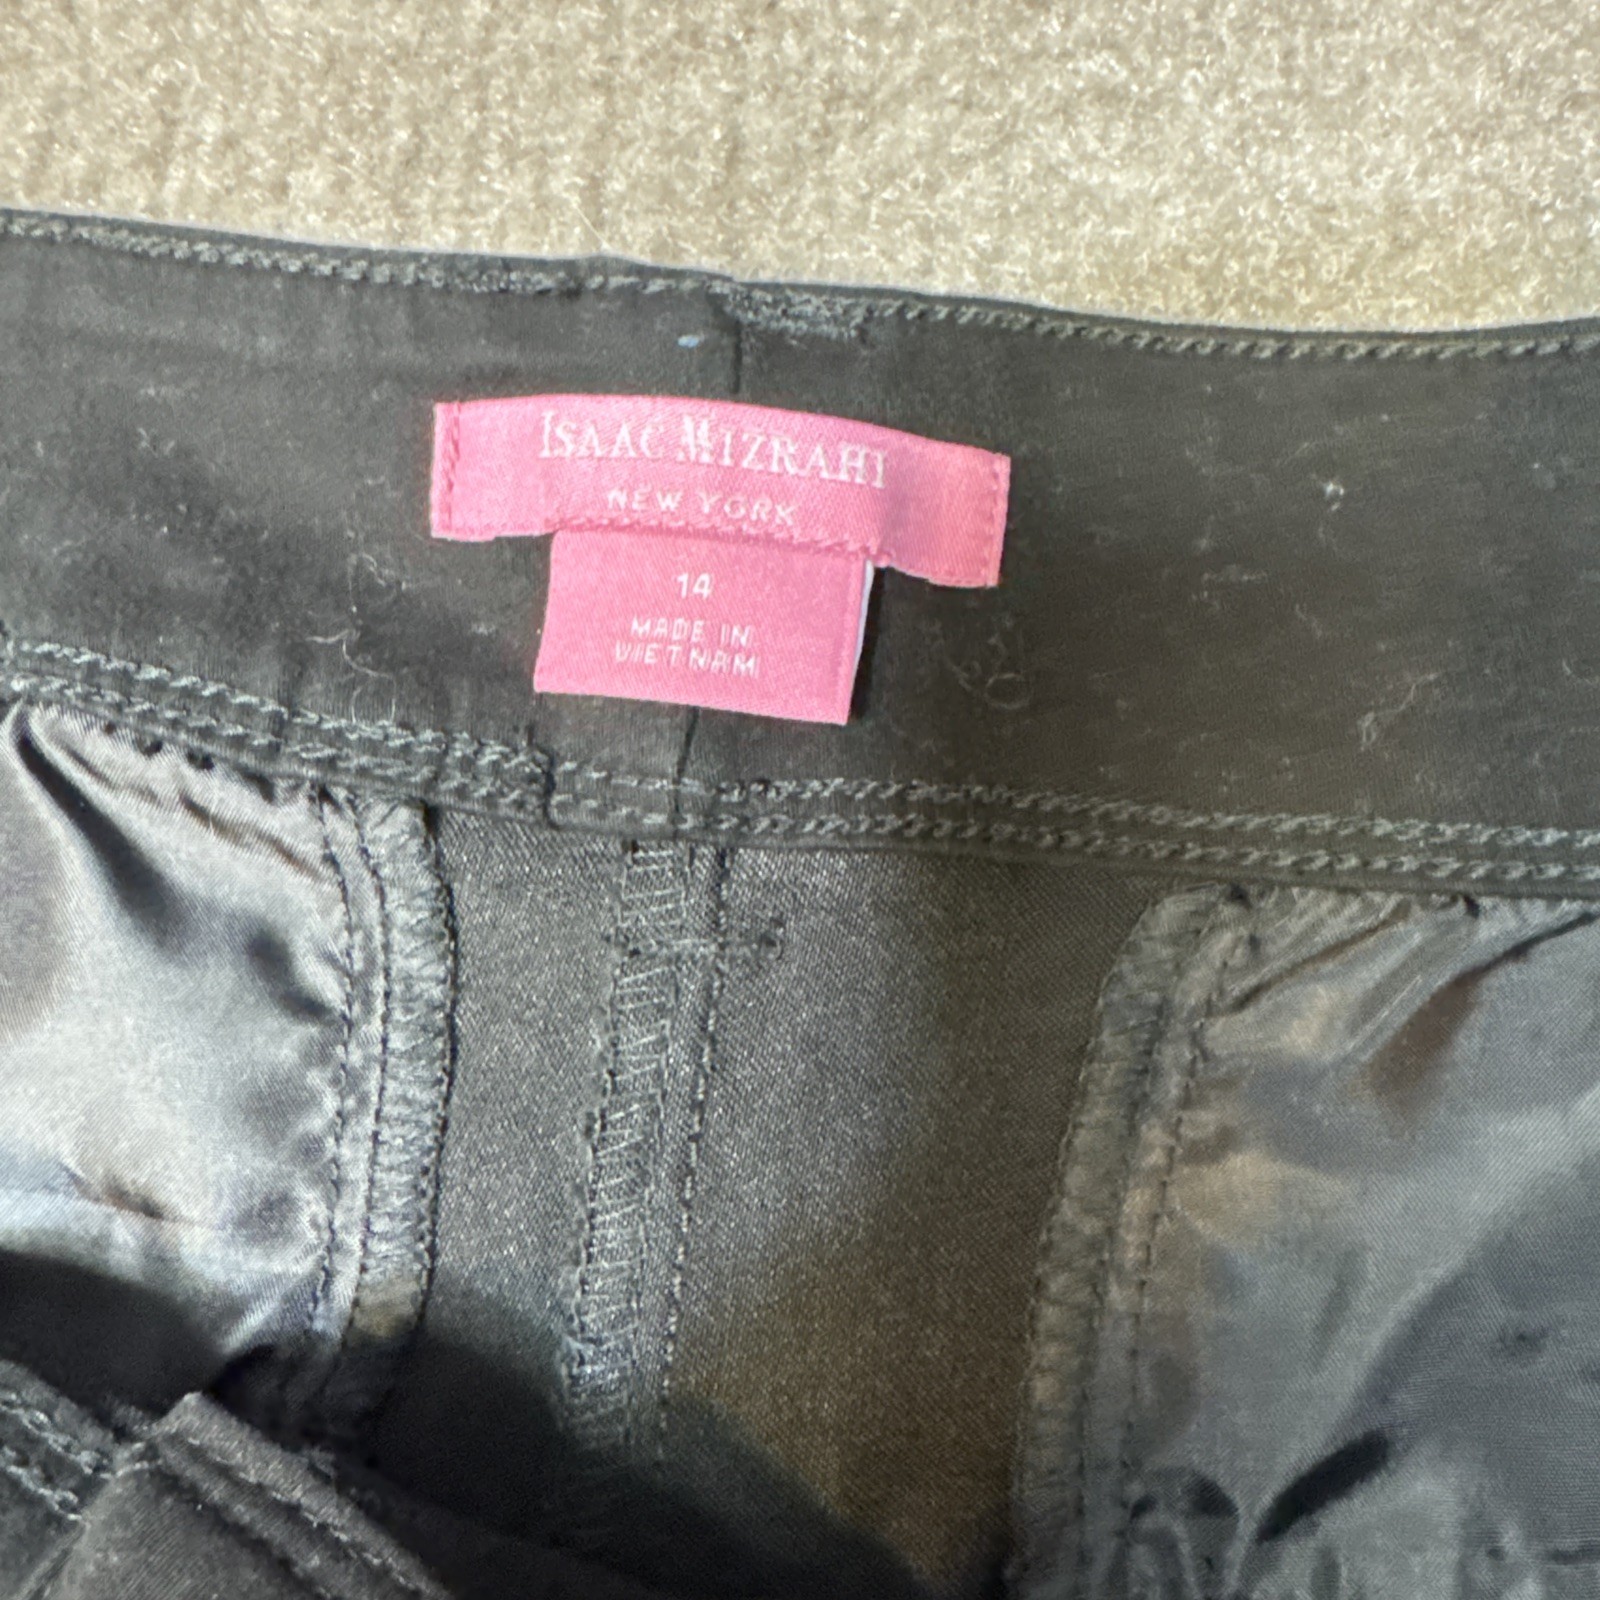 ISAAC MIZRAHI
NEW YORK
14
MADE IN
VIETNAM